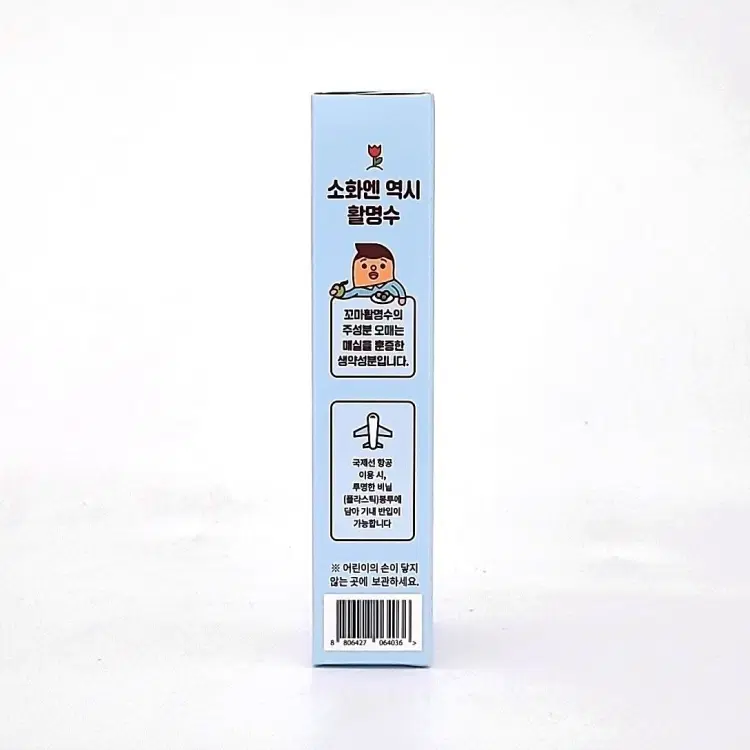 소화엔 역시
활명수
꼬마활명수의
주성분 오매는
매실을 훈증한
생약성분입니다.
국제선 항공
이용 시,
투명한 비닐
(플라스틱)봉투에
담아 기내 반입이
가능합니다
※ 어린이의 손이 닿지
않는 곳에 보관하세요.
8 806427 064036 >